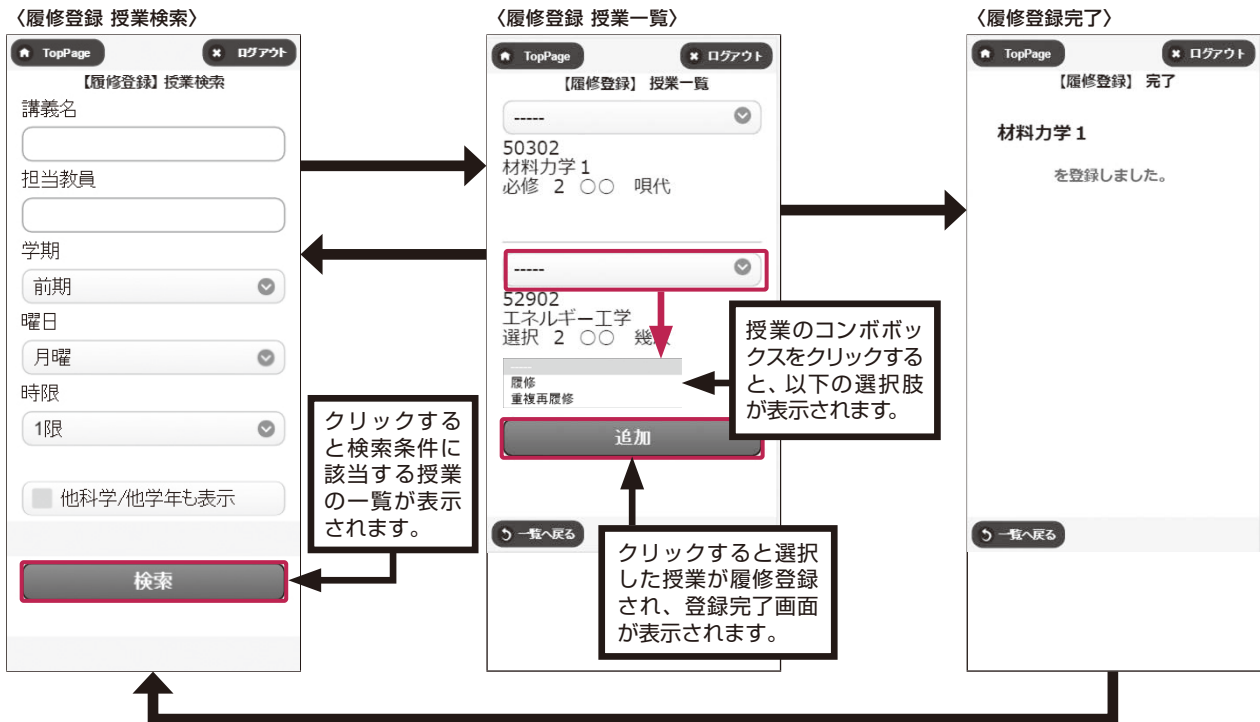 〈履修登録 授業検索〉
TopPage
ログアウト
【履修登録】授業検索
講義名
担当教員
学期
前期
曜日
月曜
時限
1限
他科学/他学年も表示
検索
クリックする
と検索条件に
該当する授業
の一覧が表示
されます。
〈履修登録 授業一覧〉
TopPage
ログアウト
【履修登録】 授業一覧
-----
50302
材料力学1
必修 2 〇〇 唄代
-----
52902
エネルギー工学
選択 2 〇〇 幾
-----
履修
重複再履修
追加
一覧へ戻る
授業のコンボボッ
クスをクリックする
と、以下の選択肢
が表示されます。
クリックすると選択
した授業が履修登録
され、登録完了画面
が表示されます。
〈履修登録完了〉
TopPage
ログアウト
【履修登録】 完了
材料力学1
を登録しました。
一覧へ戻る